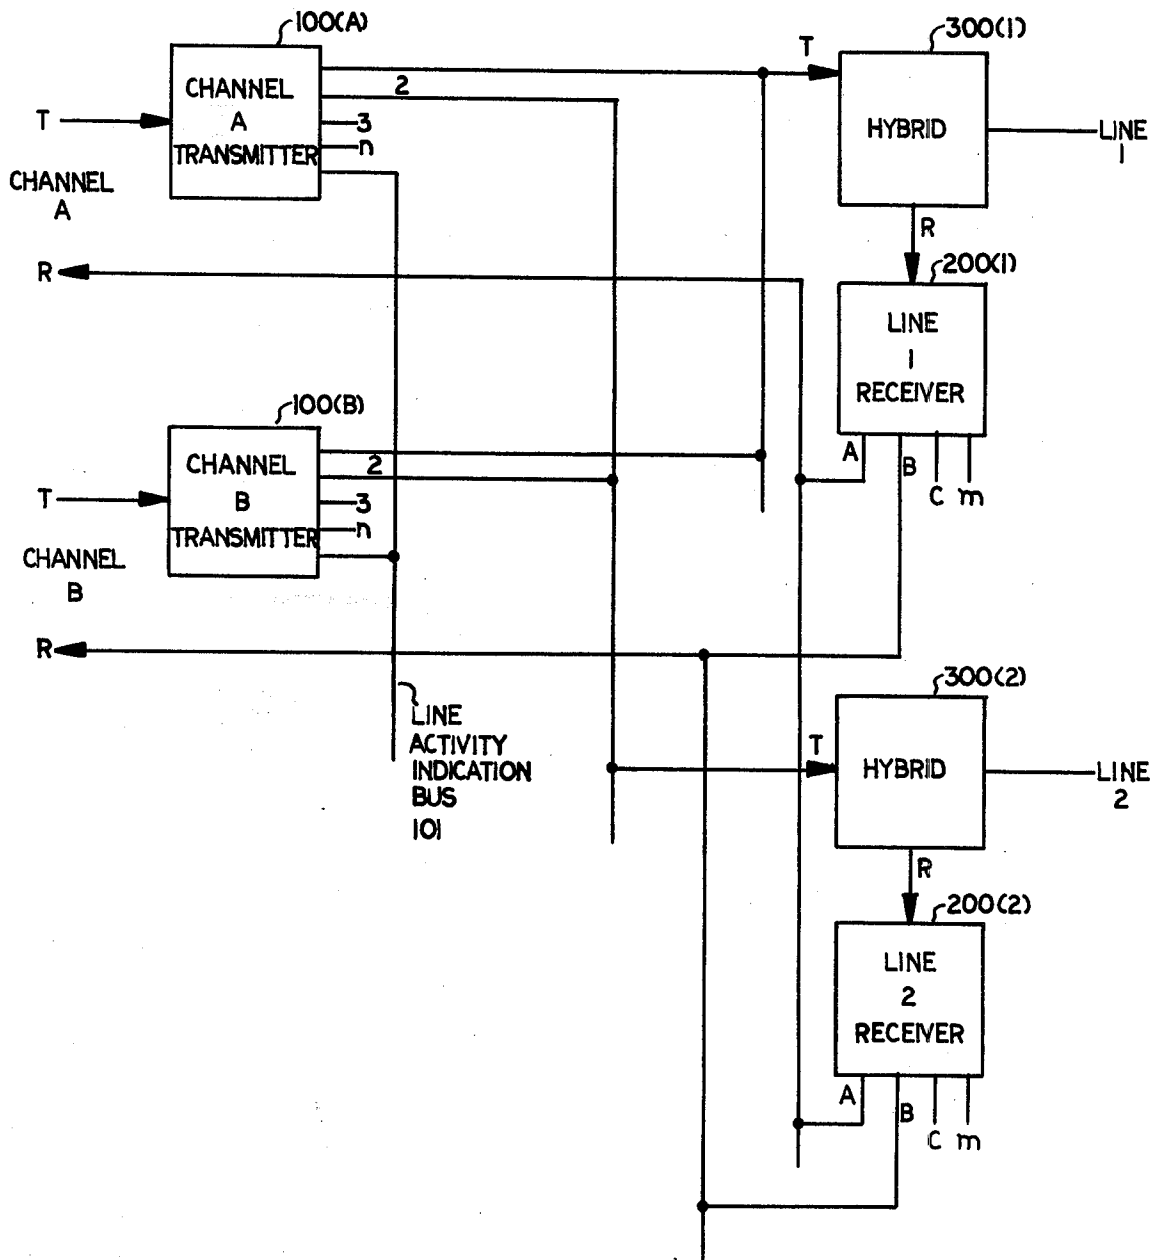 100(A)
300(1)
T
CHANNEL
A
TRANSMITTER
2
3
n
HYBRID
LINE
1
T
CHANNEL
A
R
R
200(1)
LINE
1
RECEIVER
A
B
C
m
100(B)
CHANNEL
B
TRANSMITTER
2
3
n
T
CHANNEL
B
R
LINE
ACTIVITY
INDICATION
BUS
101
300(2)
T
HYBRID
LINE
2
R
200(2)
LINE
2
RECEIVER
A
B
C
m